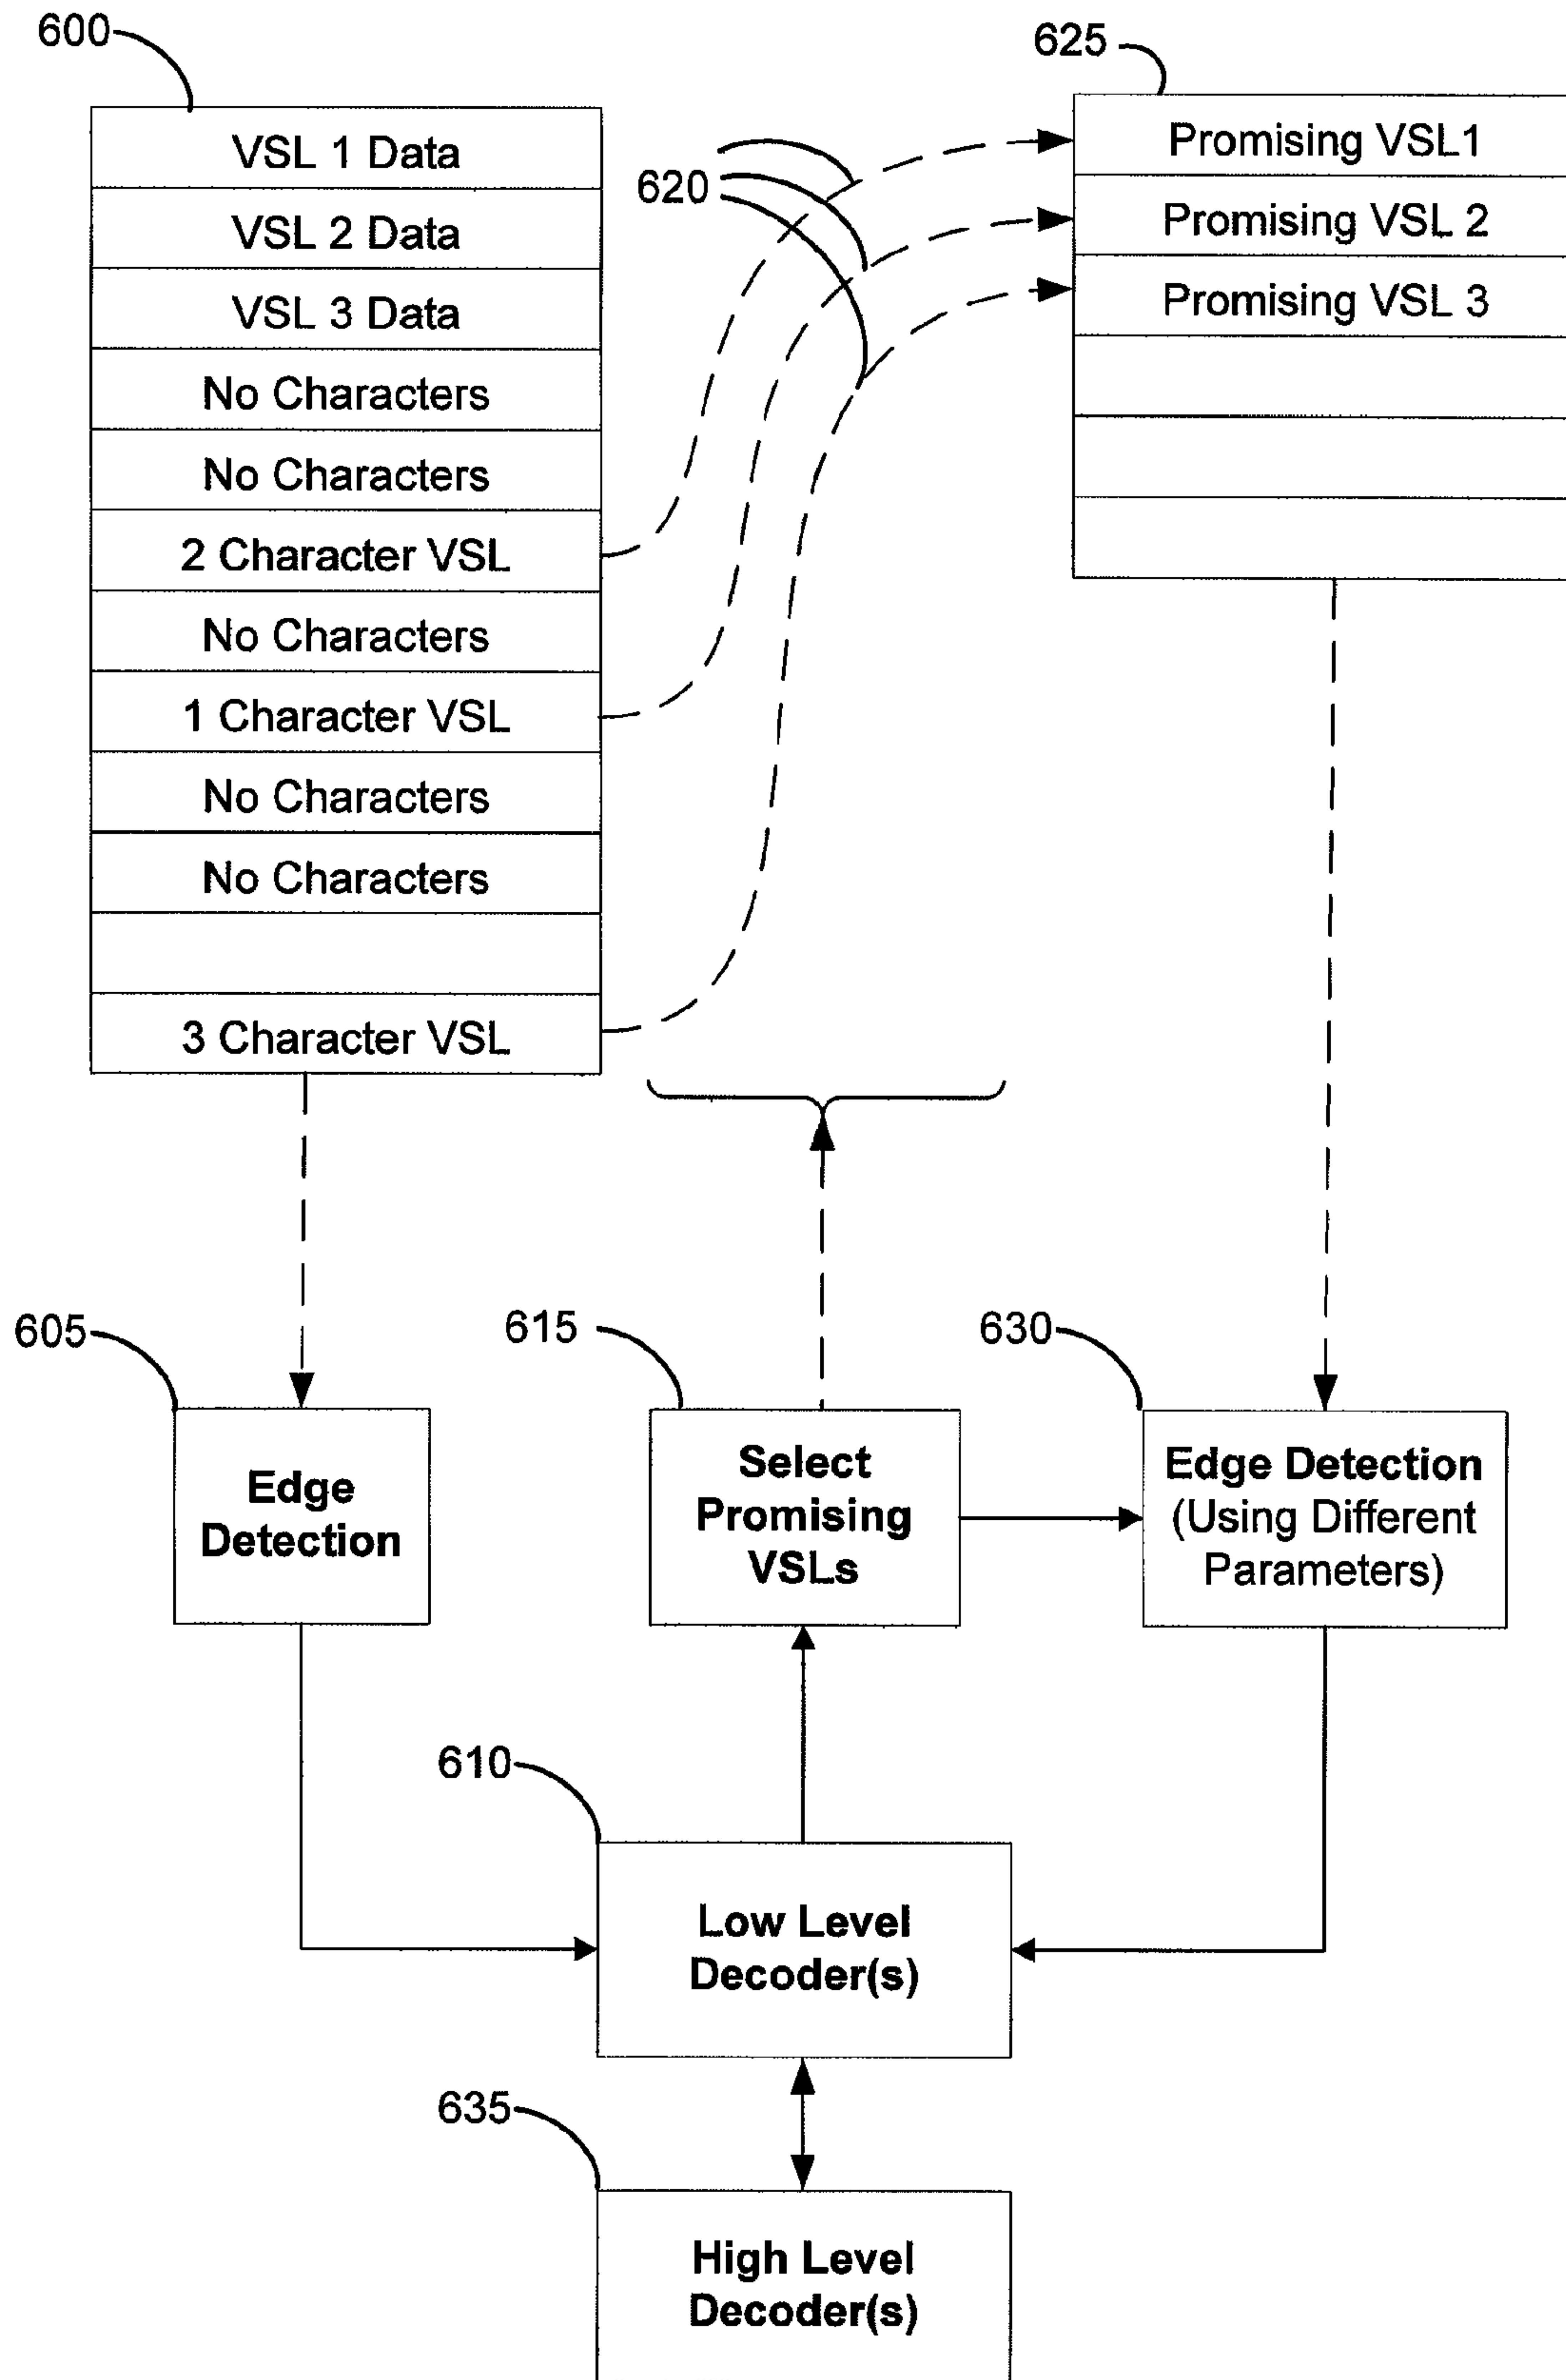 600
VSL 1 Data
VSL 2 Data
VSL 3 Data
No Characters
No Characters
2 Character VSL
No Characters
1 Character VSL
No Characters
No Characters
3 Character VSL
620
625
Promising VSL1
Promising VSL 2
Promising VSL 3
605
Edge
Detection
615
Select
Promising
VSLs
630
Edge Detection
(Using Different
Parameters)
610
Low Level
Decoder(s)
635
High Level
Decoder(s)